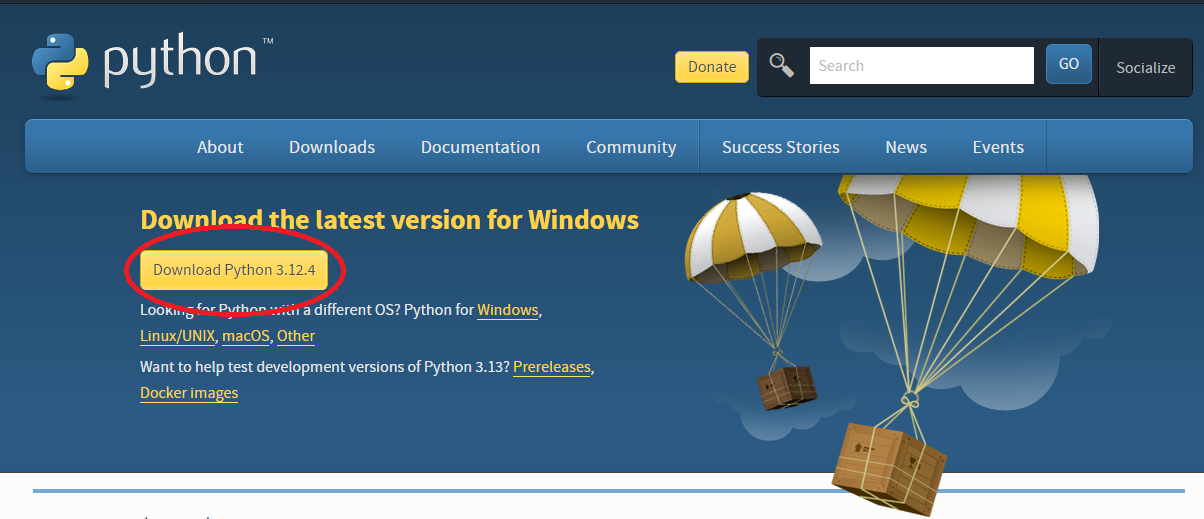 python™
Donate
Search
GO
Socialize
About Downloads Documentation Community Success Stories News Events
Download the latest version for Windows
Download Python 3.12.4
Looking for Python with a different OS? Python for Windows,
Linux/UNIX, macOS, Other
Want to help test development versions of Python 3.13? Prereleases,
Docker images